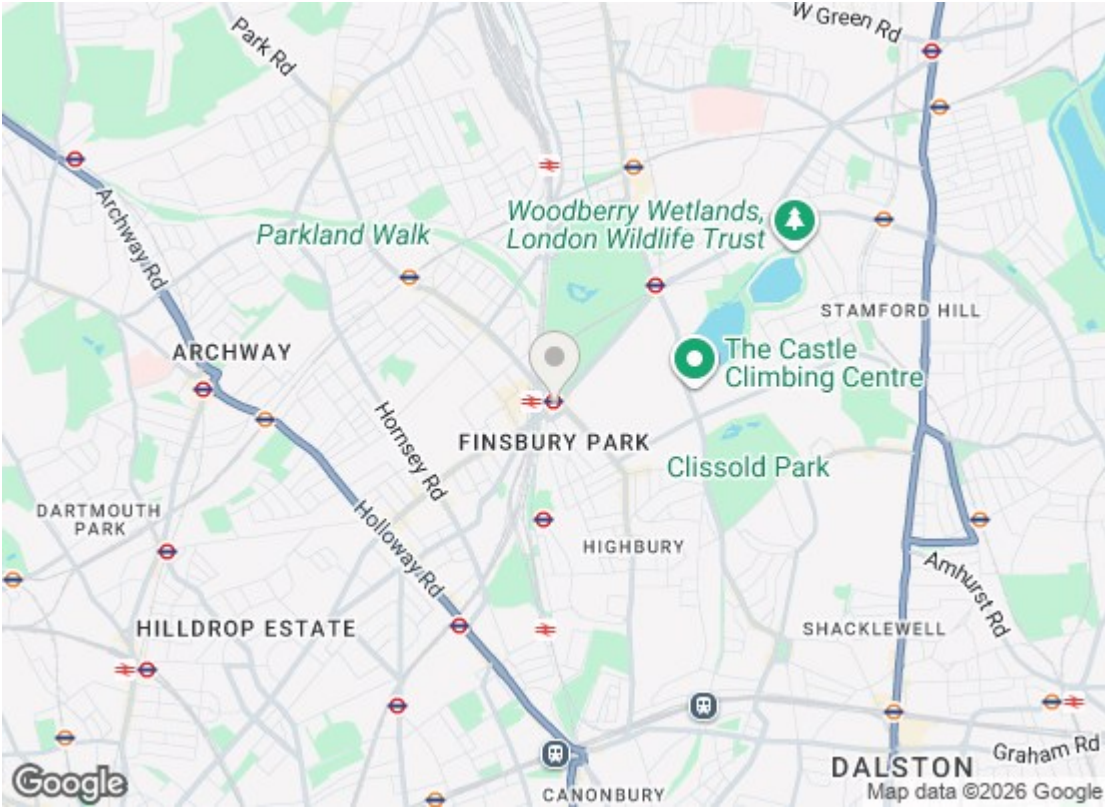 W Green Rd
Park Rd
Woodberry Wetlands,
London Wildlife Trust
Parkland Walk
Archway Rd
STAMFORD HILL
ARCHWAY
The Castle
Climbing Centre
FINSBURY PARK
Hornsey Rd
Clissold Park
DARTMOUTH
PARK
Holloway Rd
HIGHBURY
Amhurst Rd
HILLDROP ESTATE
SHACKLEWELL
Graham Rd
DALSTON
Google
CANONBURY
Map data ©2026 Google